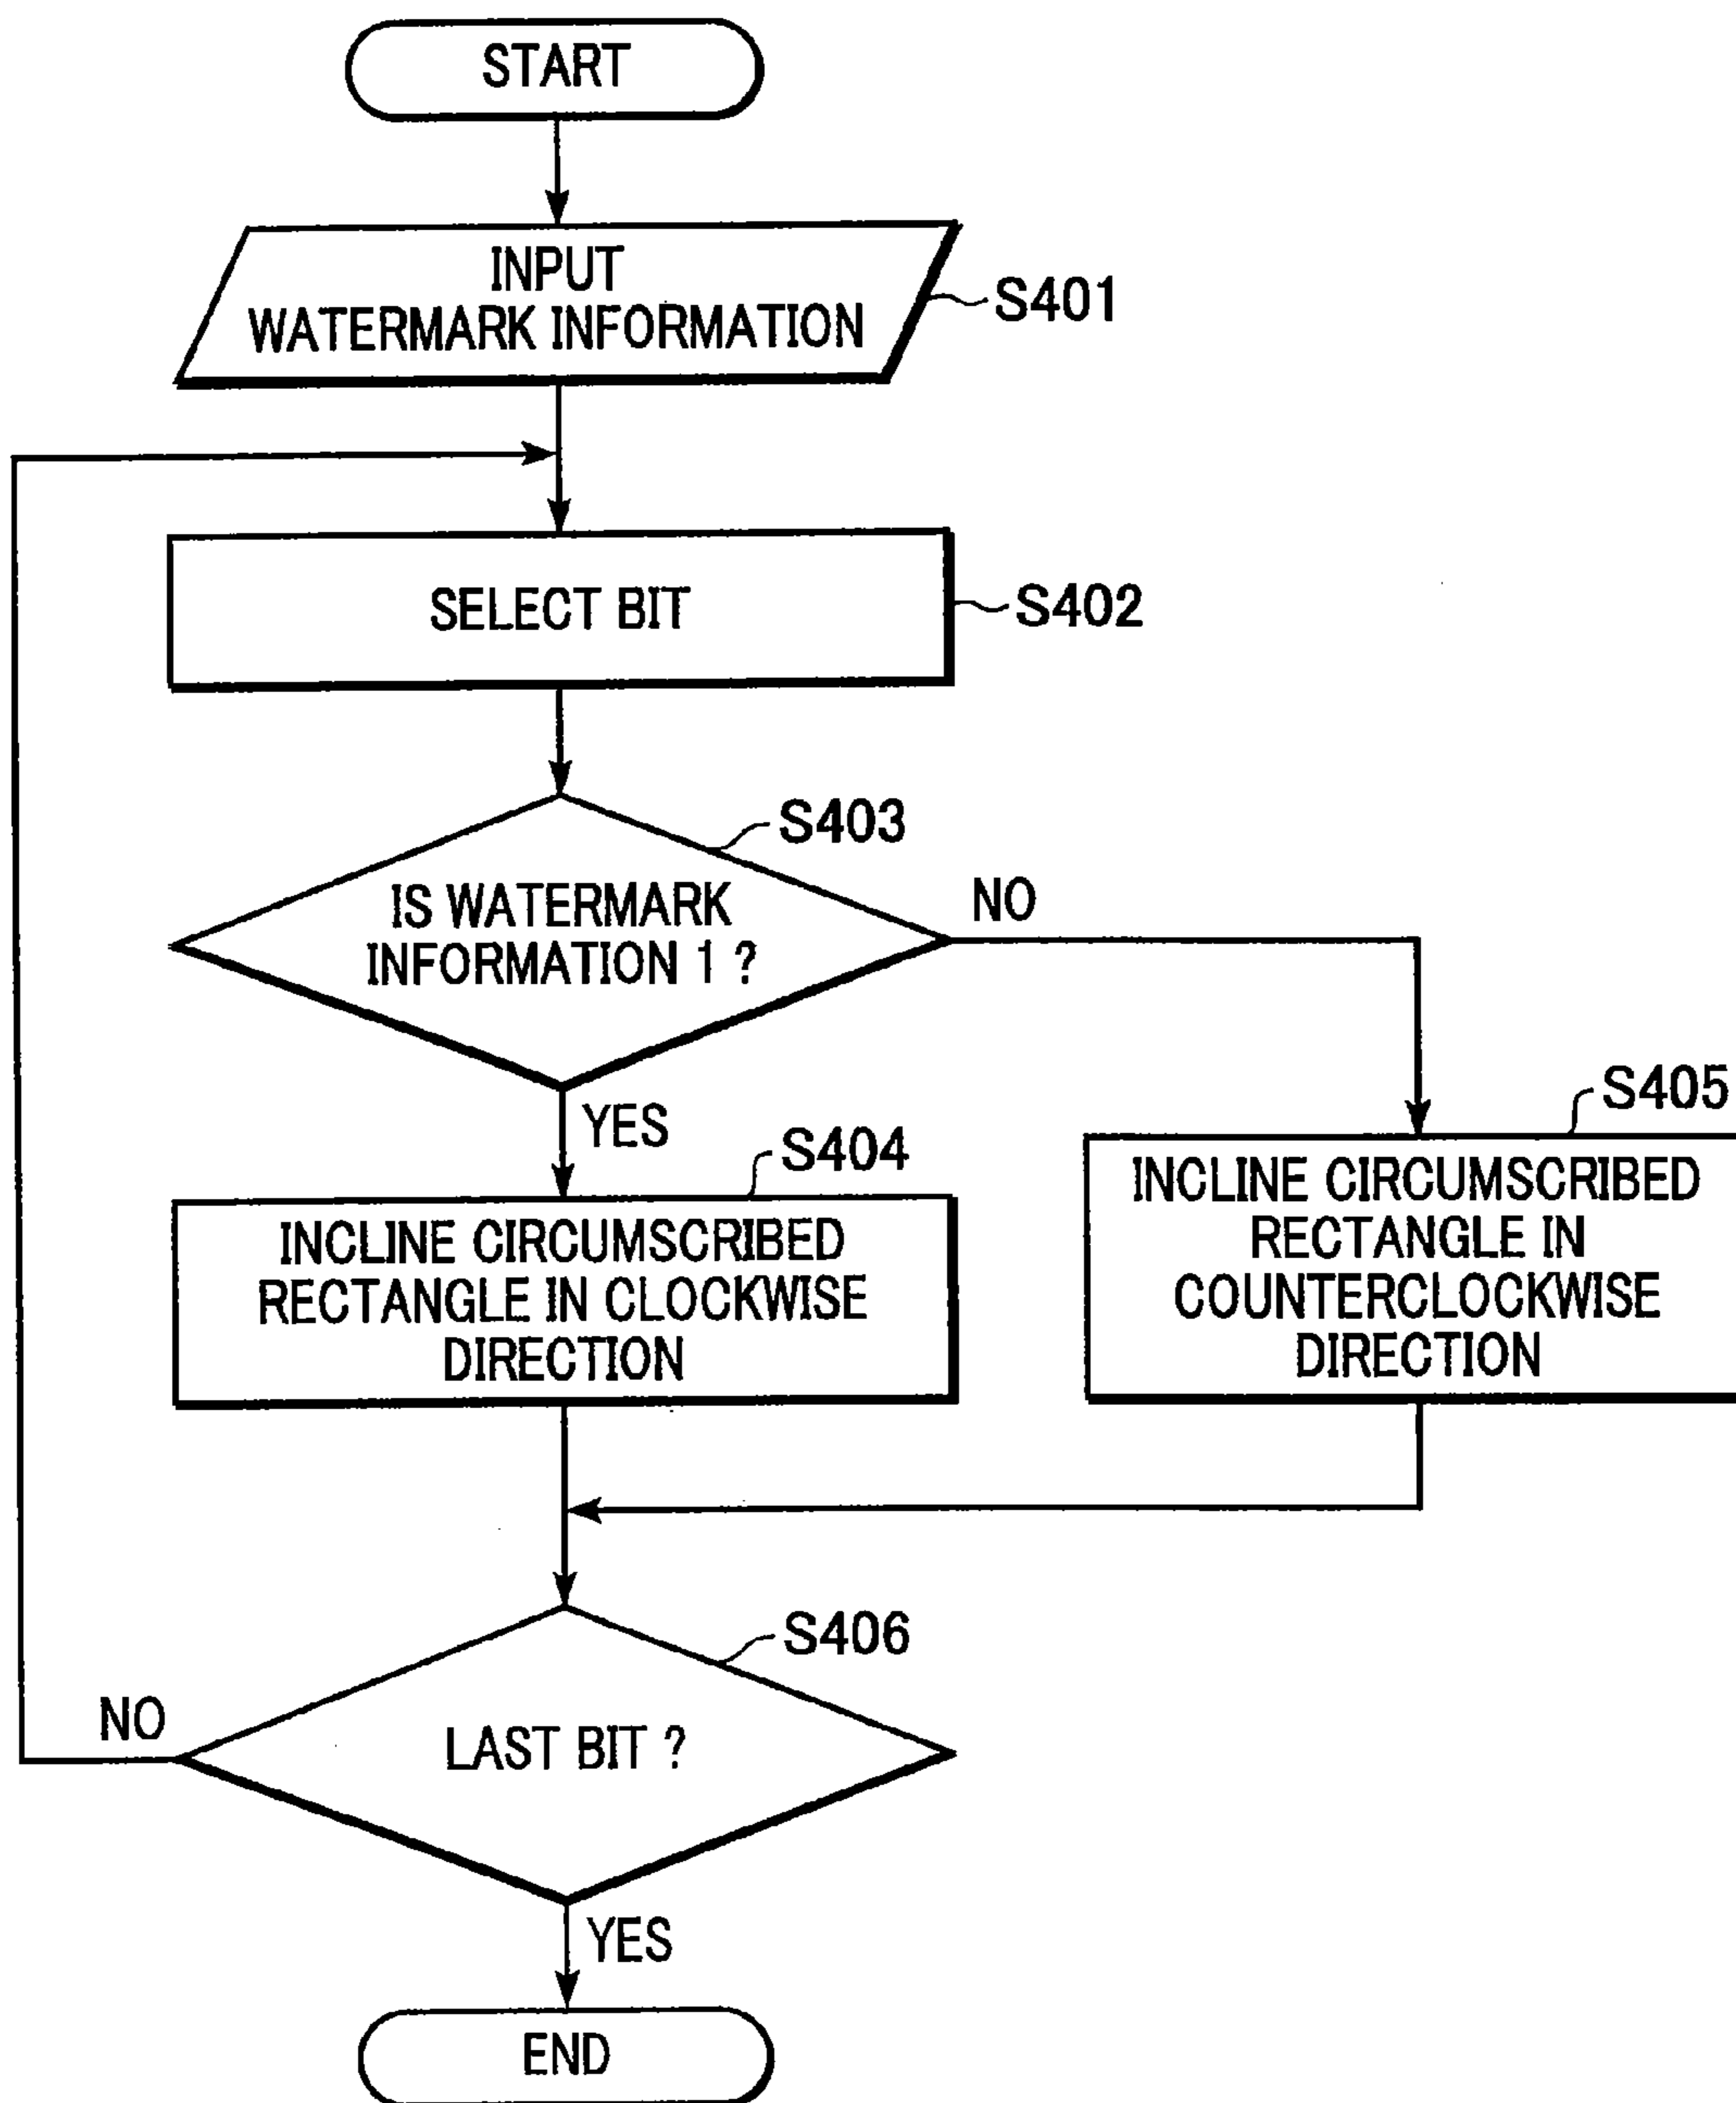 START
INPUT
WATERMARK INFORMATION
S401
SELECT BIT
S402
S403
IS WATERMARK
INFORMATION 1 ?
NO
YES
S404
INCLINE CIRCUMSCRIBED
RECTANGLE IN CLOCKWISE
DIRECTION
S405
INCLINE CIRCUMSCRIBED
RECTANGLE IN
COUNTERCLOCKWISE
DIRECTION
S406
LAST BIT ?
NO
YES
END